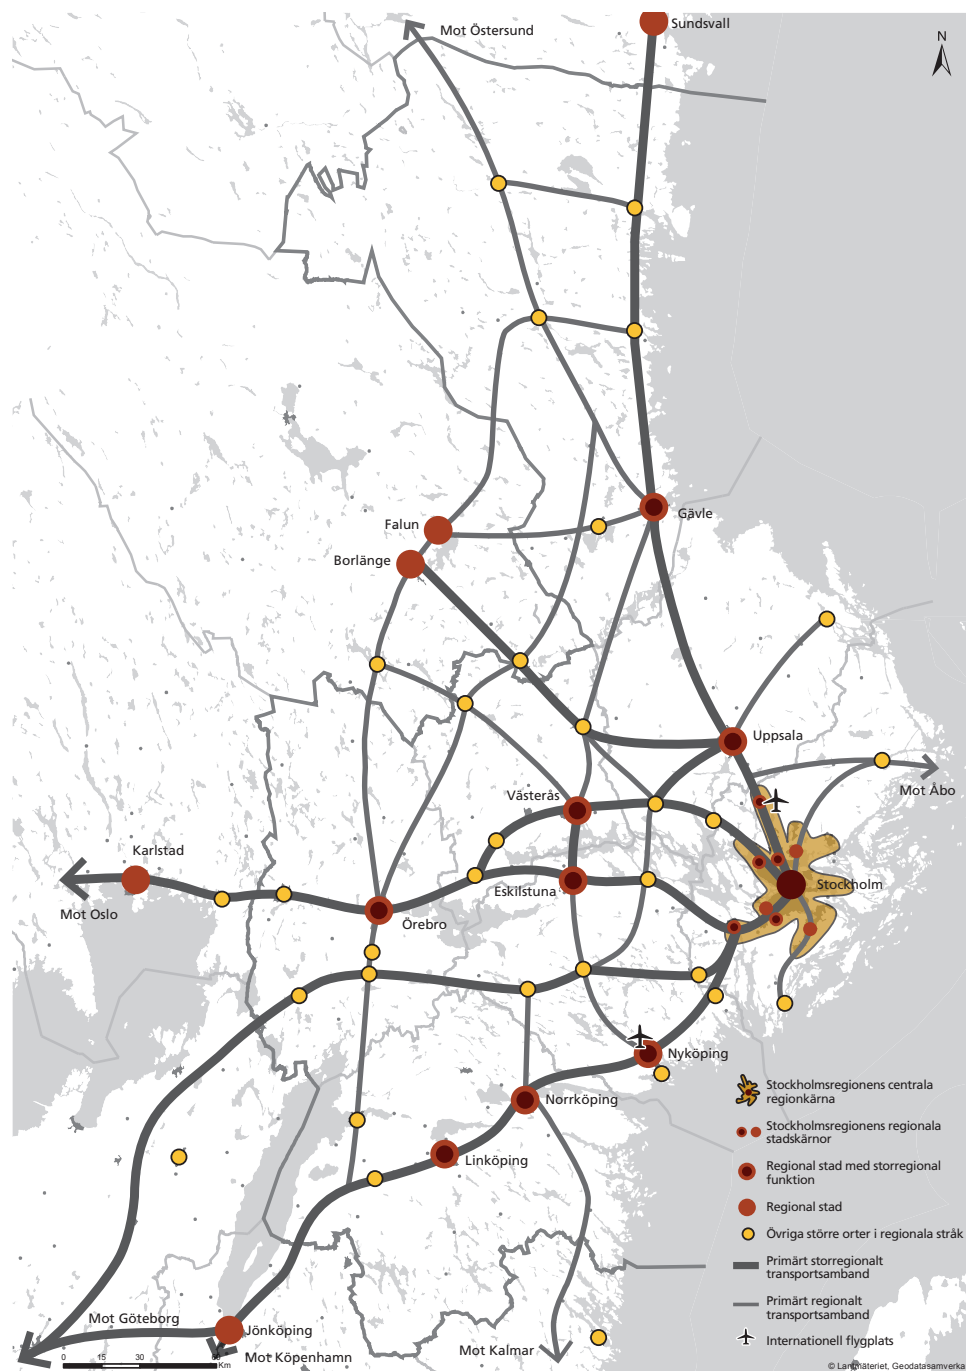 Sundsvall
Mot Östersund
N
Gävle
Falun
Borlänge
Uppsala
Mot Åbo
Västerås
Karlstad
Stockholm
Eskilstuna
Mot Oslo
Örebro
Nyköping
Norrköping
Linköping
Stockholmsregionens centrala
regionkärna
Stockholmsregionens regionala
stadskärnor
Regional stad med storregional
funktion
Regional stad
Övriga större orter i regionala stråk
Primärt storregionalt
transportsamband
Primärt regionalt
transportsamband
Internationell flygplats
Mot Göteborg
Jönköping
Mot Köpenhamn
Mot Kalmar
0 15 30 60
Km
© Lantmäteriet, Geodatasamverka